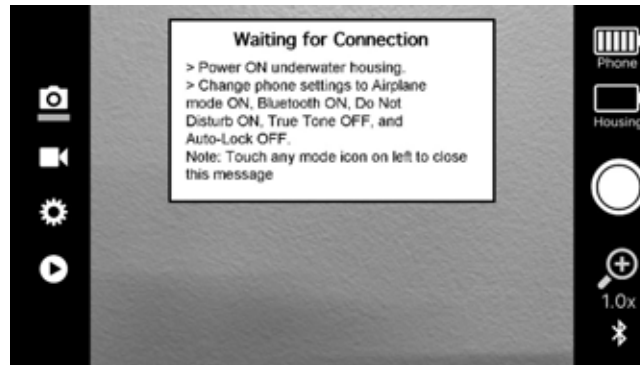 Waiting for Connection
> Power ON underwater housing.
> Change phone settings to Airplane
mode ON, Bluetooth ON, Do Not
Disturb ON, True Tone OFF, and
Auto-Lock OFF.
Note: Touch any mode icon on left to close
this message
Phone
Housing
1.0x